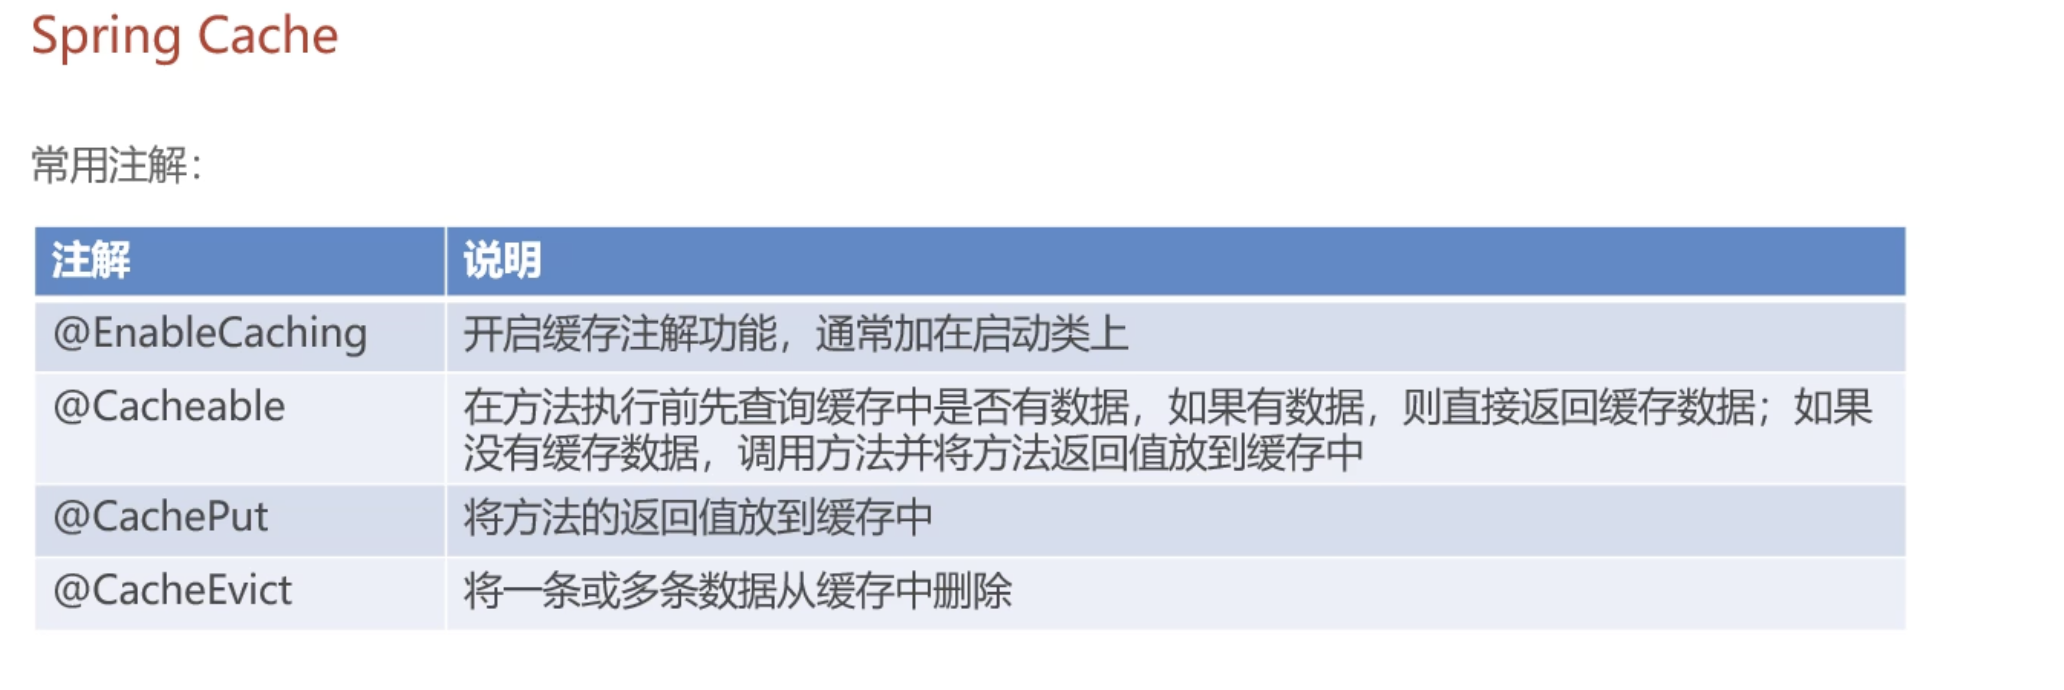 Spring Cache
常用注解：
注解 说明
@EnableCaching 开启缓存注解功能，通常加在启动类上
@Cacheable 在方法执行前先查询缓存中是否有数据，如果有数据，则直接返回缓存数据；如果
没有缓存数据，调用方法并将方法返回值放到缓存中
@CachePut 将方法的返回值放到缓存中
@CacheEvict 将一条或多条数据从缓存中删除